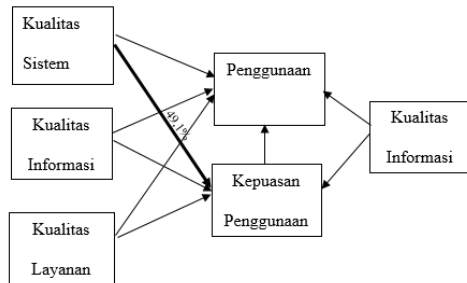 Kualitas
Sistem
Penggunaan
49.1%
Kualitas
Informasi
Kualitas
Informasi
Kepuasan
Penggunaan
Kualitas
Layanan